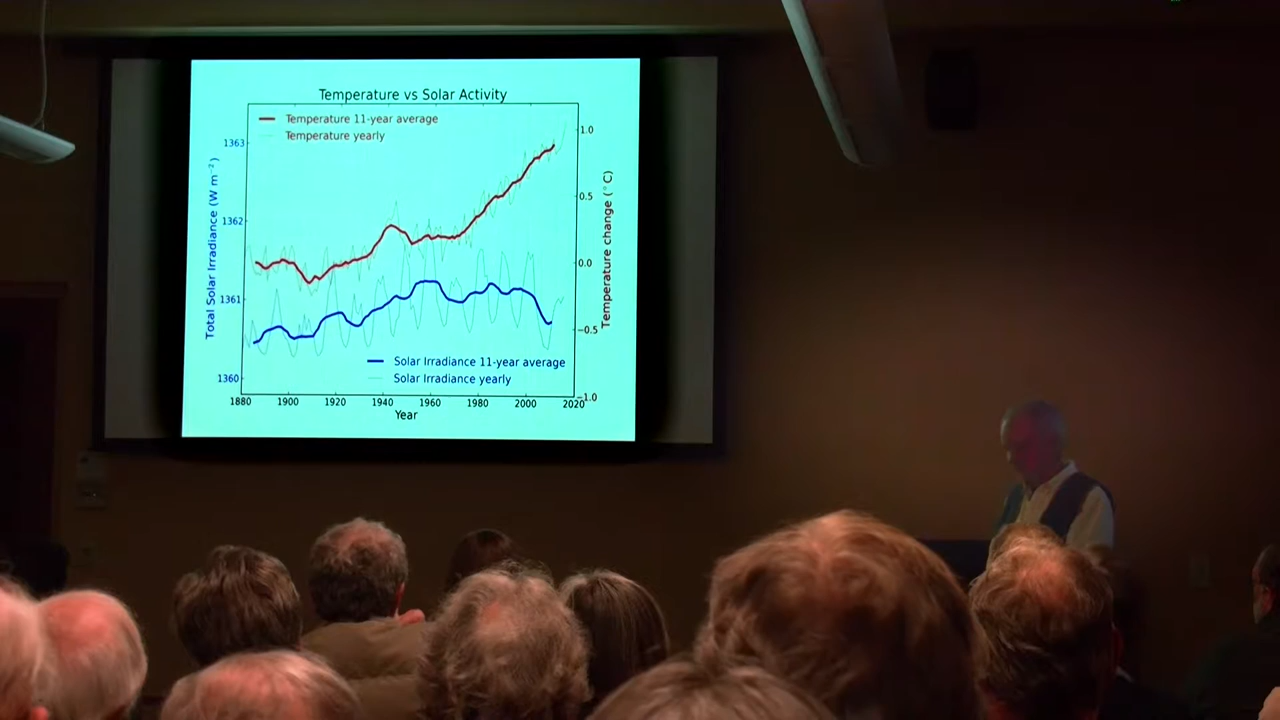 Temperature vs Solar Activity
Temperature 11-year average
Temperature yearly
1363
1362
1361
1360
Total Solar Irradiance (W m⁻²)
1.0
0.5
0.0
−0.5
−1.0
Temperature change (°C)
Solar Irradiance 11-year average
Solar Irradiance yearly
1880 1900 1920 1940 1960 1980 2000 2020
Year